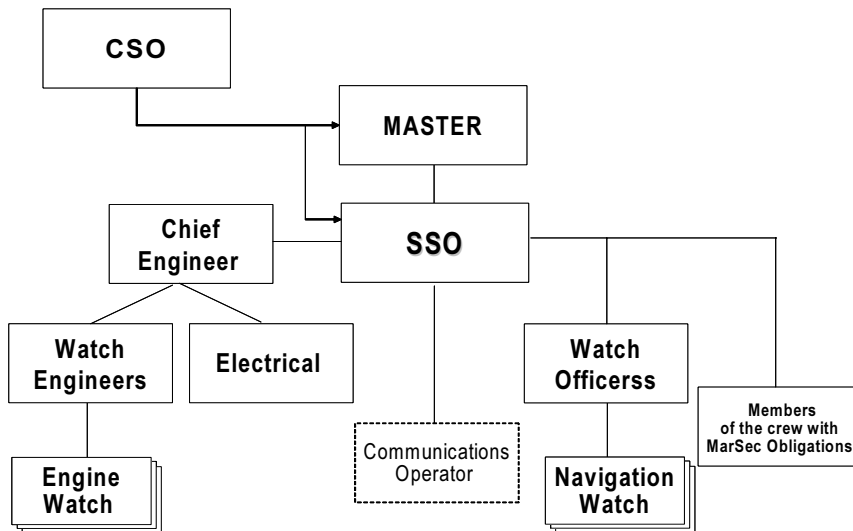 CSO
MASTER
Chief
Engineer
SSO
Watch
Engineers
Electrical
Watch
Officerss
Members
of the crew with
MarSec Obligations
Communications
Operator
Engine
Watch
Navigation
Watch